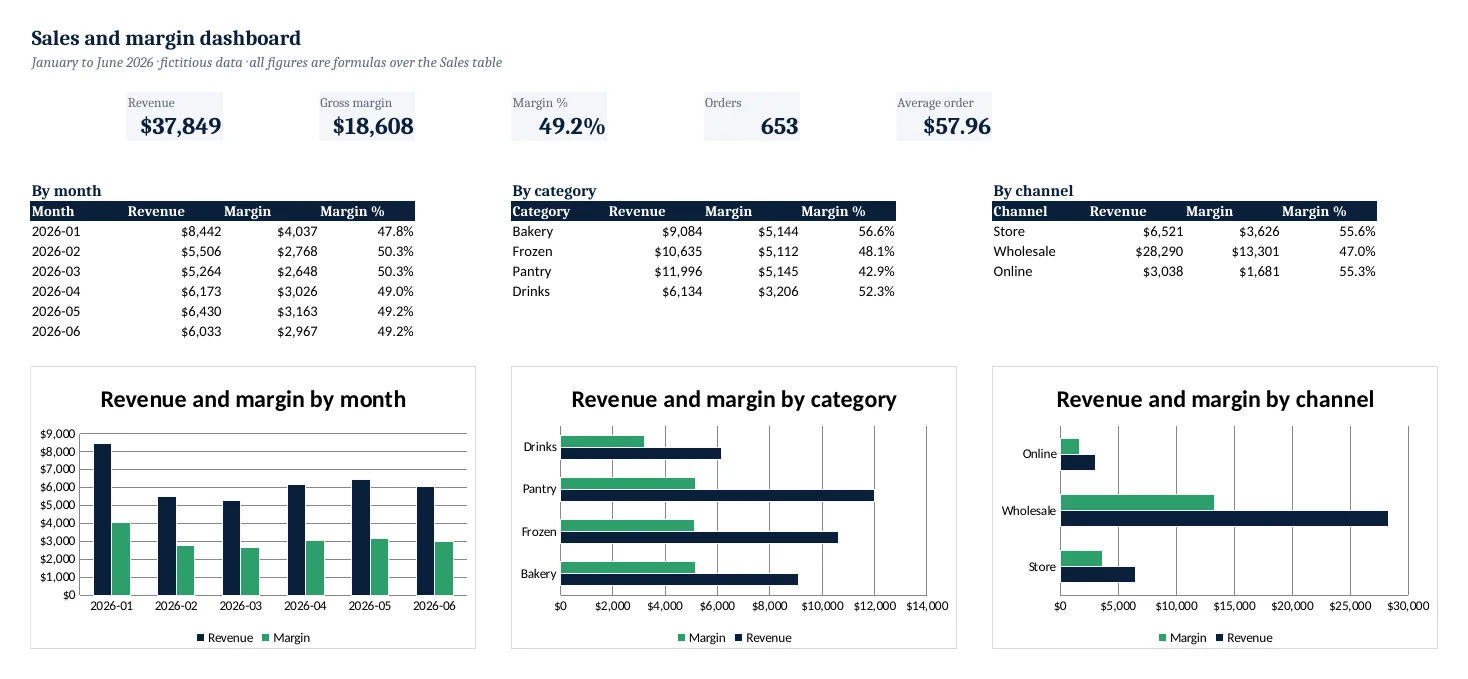 Sales and margin dashboard
January to June 2026 · fictitious data · all figures are formulas over the Sales table
Revenue Gross margin Margin % Orders Average order
$37,849 $18,608 49.2% 653 $57.96
By month
Month Revenue Margin Margin %
2026-01 $8,442 $4,037 47.8%
2026-02 $5,506 $2,768 50.3%
2026-03 $5,264 $2,648 50.3%
2026-04 $6,173 $3,026 49.0%
2026-05 $6,430 $3,163 49.2%
2026-06 $6,033 $2,967 49.2%
By category
Category Revenue Margin Margin %
Bakery $9,084 $5,144 56.6%
Frozen $10,635 $5,112 48.1%
Pantry $11,996 $5,145 42.9%
Drinks $6,134 $3,206 52.3%
By channel
Channel Revenue Margin Margin %
Store $6,521 $3,626 55.6%
Wholesale $28,290 $13,301 47.0%
Online $3,038 $1,681 55.3%
Revenue and margin by month
$9,000
$8,000
$7,000
$6,000
$5,000
$4,000
$3,000
$2,000
$1,000
$0
2026-01 2026-02 2026-03 2026-04 2026-05 2026-06
Revenue Margin
Revenue and margin by category
Drinks
Pantry
Frozen
Bakery
$0 $2,000 $4,000 $6,000 $8,000 $10,000 $12,000 $14,000
Margin Revenue
Revenue and margin by channel
Online
Wholesale
Store
$0 $5,000 $10,000 $15,000 $20,000 $25,000 $30,000
Margin Revenue